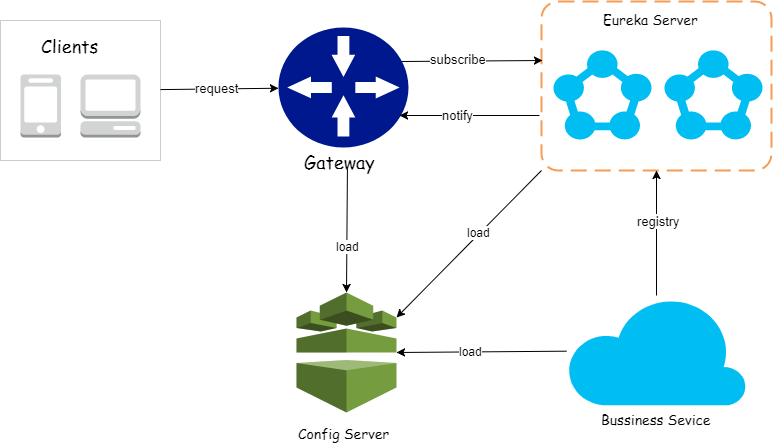 Eureka Server
Clients
subscribe
request
notify
Gateway
registry
load
load
load
Bussiness Sevice
Config Server